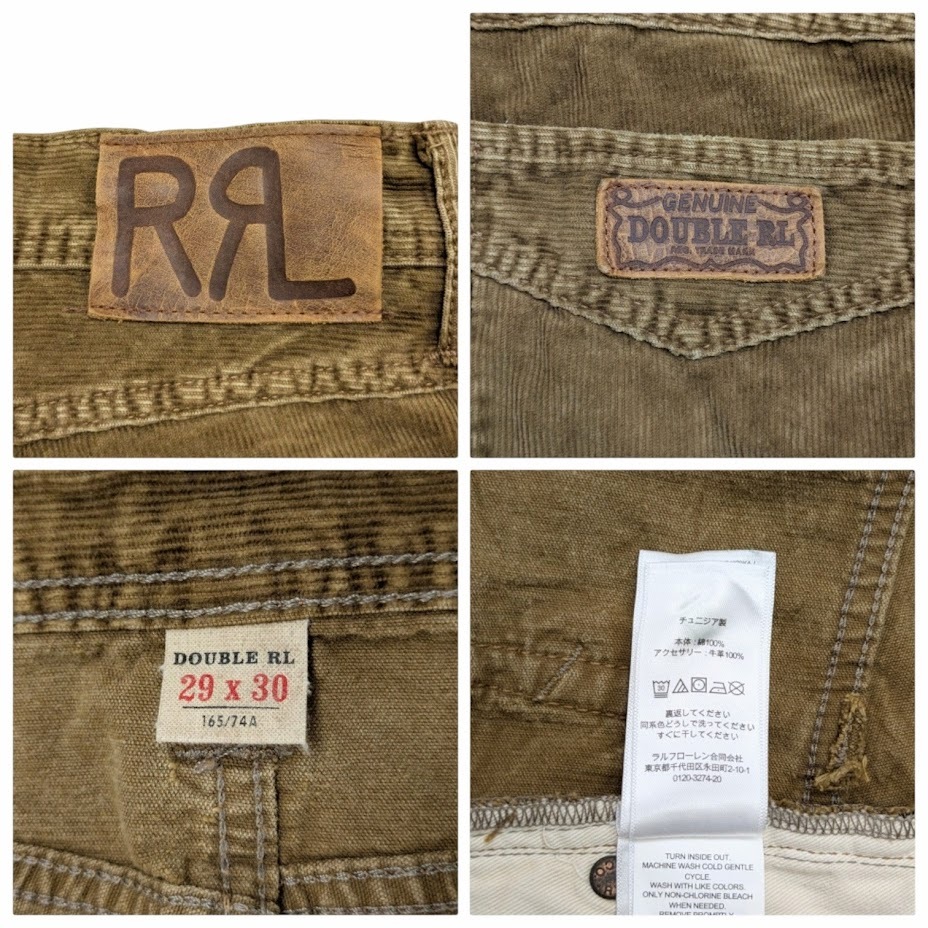 RRL
GENUINE
DOUBLE RL
REG. TRADE MARK
DOUBLE RL
29 x 30
165/74A
チュニジア製
本体 : 綿100%
アクセサリー : 牛革100%
30
裏返してください
同系色どうしで洗ってください
すぐに干してください
ラルフローレン合同会社
東京都千代田区永田町2-10-1
0120-3274-20
TURN INSIDE OUT.
MACHINE WASH COLD GENTLE
CYCLE.
WASH WITH LIKE COLORS.
ONLY NON-CHLORINE BLEACH
WHEN NEEDED.
REMOVE PROMPTLY